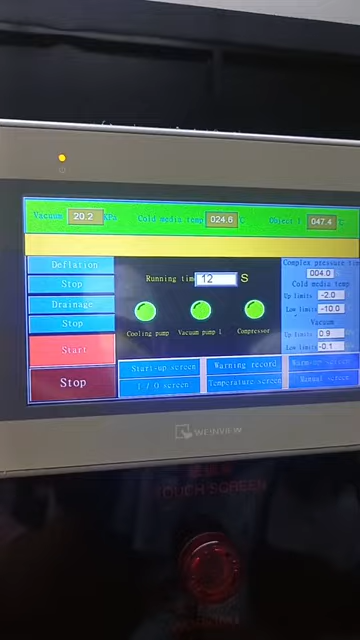 Vacuum 20.2 KPa Cold media temp 024.6 ℃ Object 1 047.4 ℃
Deflation
Stop
Drainage
Stop
Start
Stop
Running tim 12 S
Cooling pump Vacuum pump 1 Compressor
Complex pressure tim
004.0
Cold media temp
Up limits -2.0
Low limits -10.0
Vacuum
Up limits 0.9
Low limits -0.1
Start-up screen Warning record
I / O screen Temperature screen Manual screen
WEINVIEW
TOUCH SCREEN